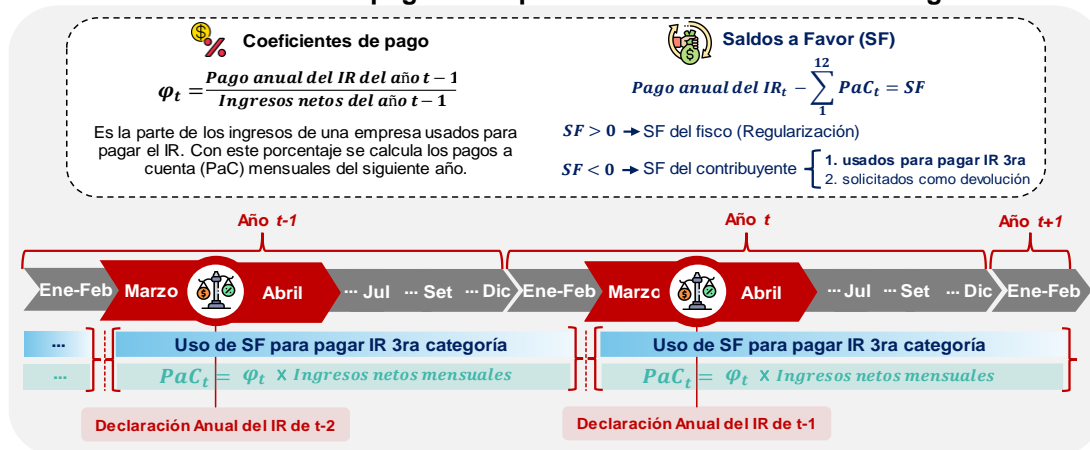 Coeficientes de pago
φₜ = Pago anual del IR del año t − 1 / Ingresos netos del año t − 1
Es la parte de los ingresos de una empresa usados para
pagar el IR. Con este porcentaje se calcula los pagos a
cuenta (PaC) mensuales del siguiente año.
Saldos a Favor (SF)
12
Pago anual del IRₜ − ∑ PaCₜ = SF
1
SF > 0 → SF del fisco (Regularización)
SF < 0 → SF del contribuyente
1. usados para pagar IR 3ra
2. solicitados como devolución
Año t-1
Año t
Año t+1
Ene-Feb Marzo Abril ... Jul ... Set ... Dic Ene-Feb Marzo Abril ... Jul ... Set ... Dic Ene-Feb
... Uso de SF para pagar IR 3ra categoría Uso de SF para pagar IR 3ra categoría
... PaCₜ = φₜ x Ingresos netos mensuales PaCₜ = φₜ x Ingresos netos mensuales
Declaración Anual del IR de t-2
Declaración Anual del IR de t-1